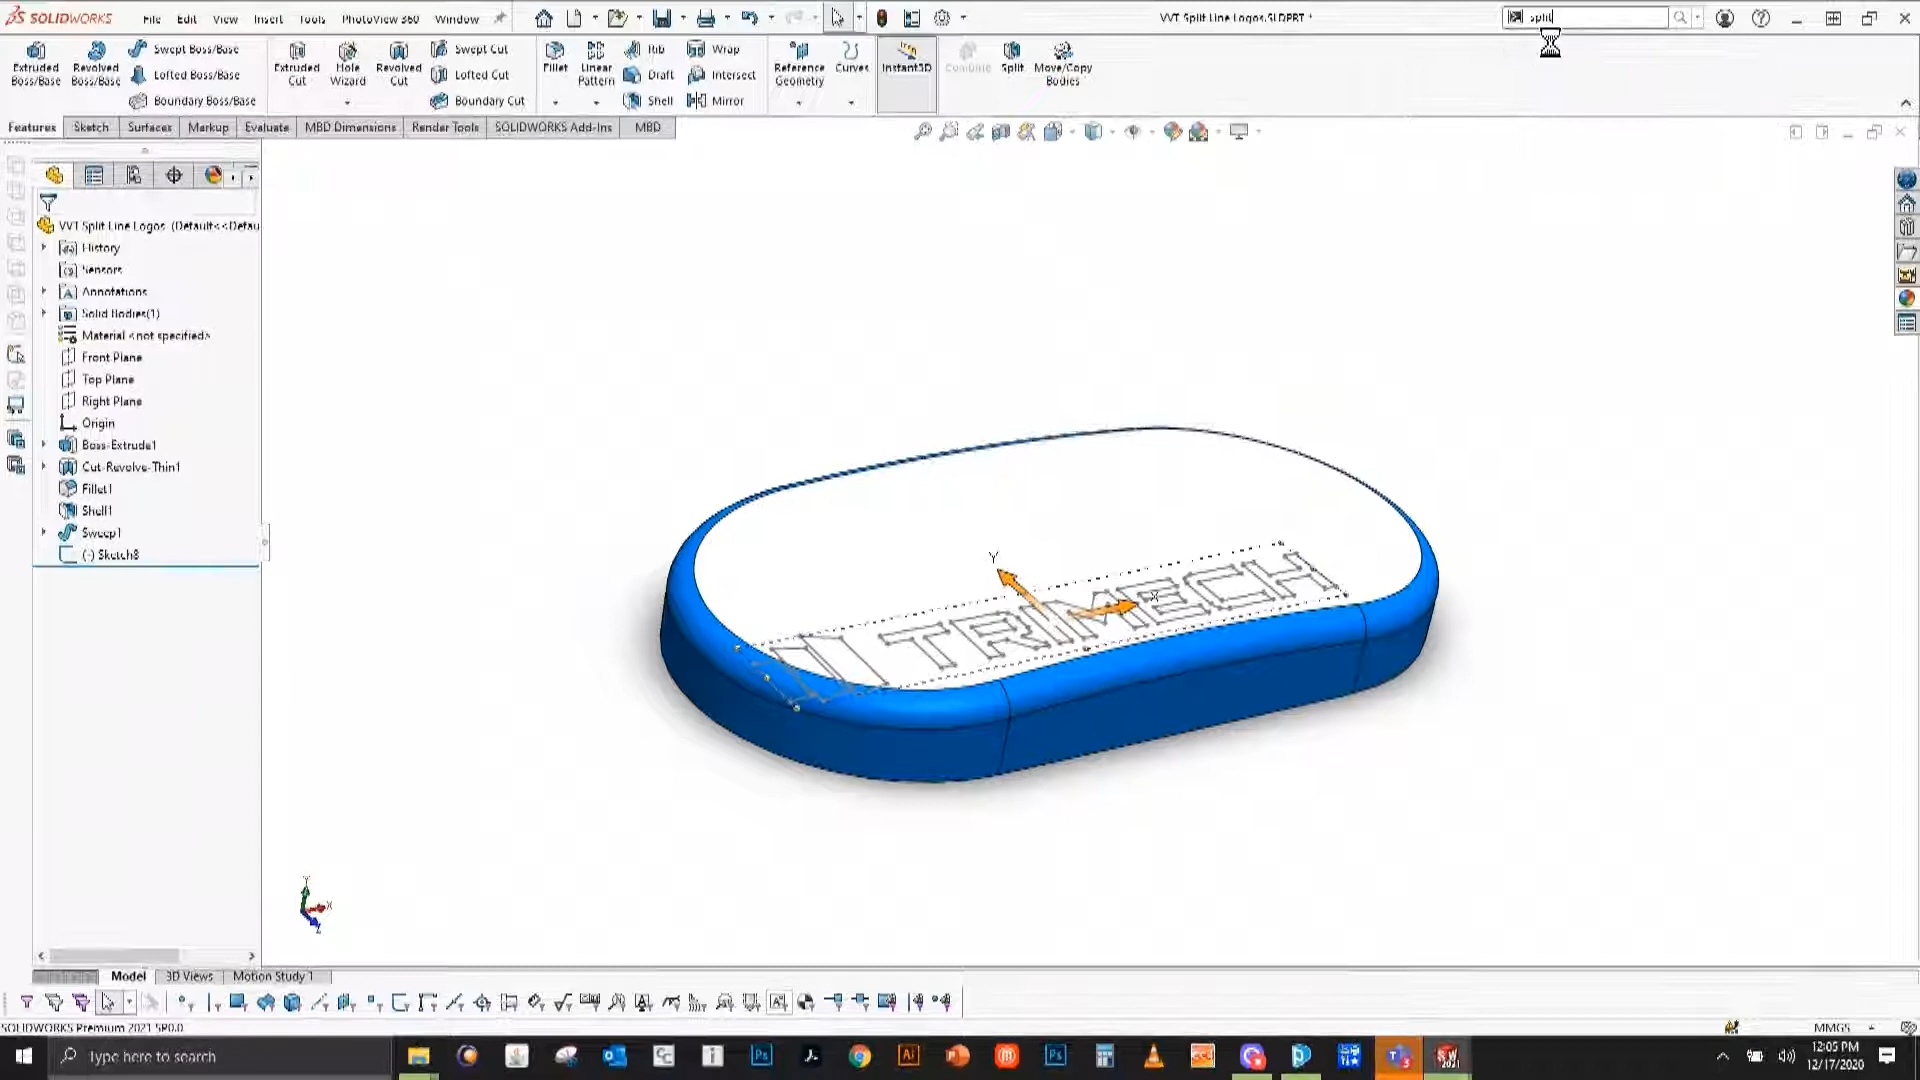 SOLIDWORKS File Edit View Insert Tools PhotoView 360 Window
VVT Split Line Logos.SLDPRT *
split
Extruded Boss/Base
Revolved Boss/Base
Swept Boss/Base
Lofted Boss/Base
Boundary Boss/Base
Extruded Cut
Hole Wizard
Revolved Cut
Swept Cut
Lofted Cut
Boundary Cut
Fillet
Linear Pattern
Rib
Draft
Shell
Wrap
Intersect
Mirror
Reference Geometry
Curves
Instant3D
Combine
Split
Move/Copy Bodies
Features Sketch Surfaces Markup Evaluate MBD Dimensions Render Tools SOLIDWORKS Add-Ins MBD
VVT Split Line Logos (Default<<Defau
History
Sensors
Annotations
Solid Bodies(1)
Material <not specified>
Front Plane
Top Plane
Right Plane
Origin
Boss-Extrude1
Cut-Revolve-Thin1
Fillet1
Shell1
Sweep1
(-) Sketch8
Y
X
TRIMECH
Y
X
Z
Model 3D Views Motion Study 1
SOLIDWORKS Premium 2021 SP0.0
MMGS
Type here to search
12:05 PM
12/17/2020